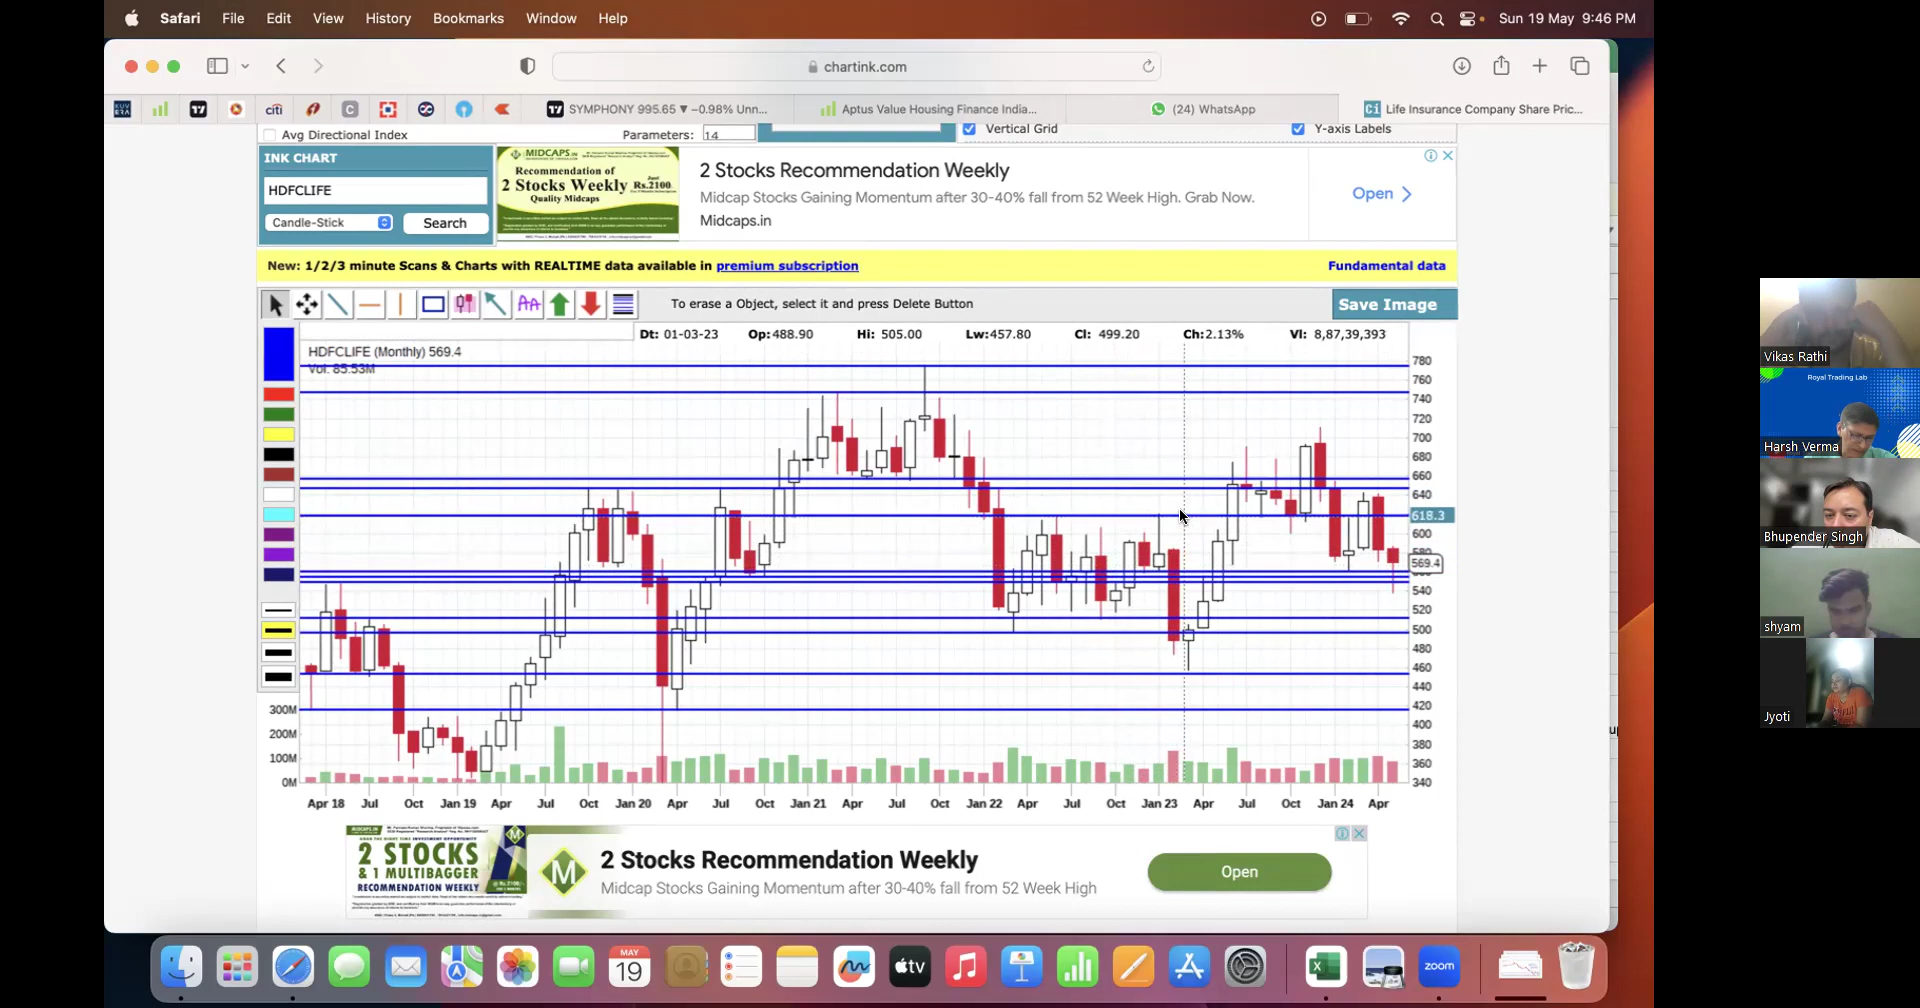 Safari File Edit View History Bookmarks Window Help Sun 19 May 9:46 PM
chartink.com
KUVERA citi SYMPHONY 995.65 ▼ −0.98% Unn... Aptus Value Housing Finance India... (24) WhatsApp Ci Life Insurance Company Share Pric...
Avg Directional Index Parameters: 14 Vertical Grid Y-axis Labels
INK CHART
HDFCLIFE
Candle-Stick Search
MIDCAPS.IN
Recommendation of
2 Stocks Weekly Rs.2100
Quality Midcaps
2 Stocks Recommendation Weekly
Midcap Stocks Gaining Momentum after 30-40% fall from 52 Week High. Grab Now.
Midcaps.in
Open
New: 1/2/3 minute Scans & Charts with REALTIME data available in premium subscription Fundamental data
To erase a Object, select it and press Delete Button Save Image
Dt: 01-03-23 Op:488.90 Hi: 505.00 Lw:457.80 Cl: 499.20 Ch:2.13% Vl: 8,87,39,393
HDFCLIFE (Monthly) 569.4
Vol: 85.53M
780
760
740
720
700
680
660
640
618.3
600
580
569.4
540
520
500
480
460
440
420
400
380
360
340
300M
200M
100M
0M
Apr 18 Jul Oct Jan 19 Apr Jul Oct Jan 20 Apr Jul Oct Jan 21 Apr Jul Oct Jan 22 Apr Jul Oct Jan 23 Apr Jul Oct Jan 24 Apr
2 STOCKS
& 1 MULTIBAGGER
RECOMMENDATION WEEKLY
M
2 Stocks Recommendation Weekly
Midcap Stocks Gaining Momentum after 30-40% fall from 52 Week High
Open
MAY
19
tv
zoom
Vikas Rathi
Royal Trading Lab
Harsh Verma
Bhupender Singh
shyam
Jyoti